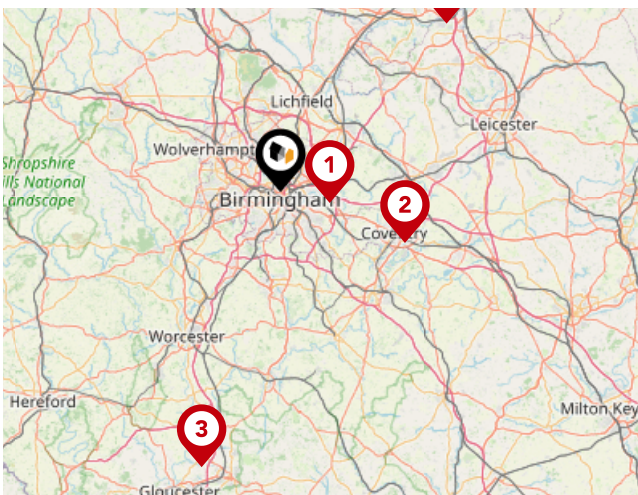 Lichfield
Leicester
Wolverhampt
Shropshire
ills National
Landscape
1
Birmingham
2
Coventry
Worcester
Hereford
Milton Key
3
Gloucester